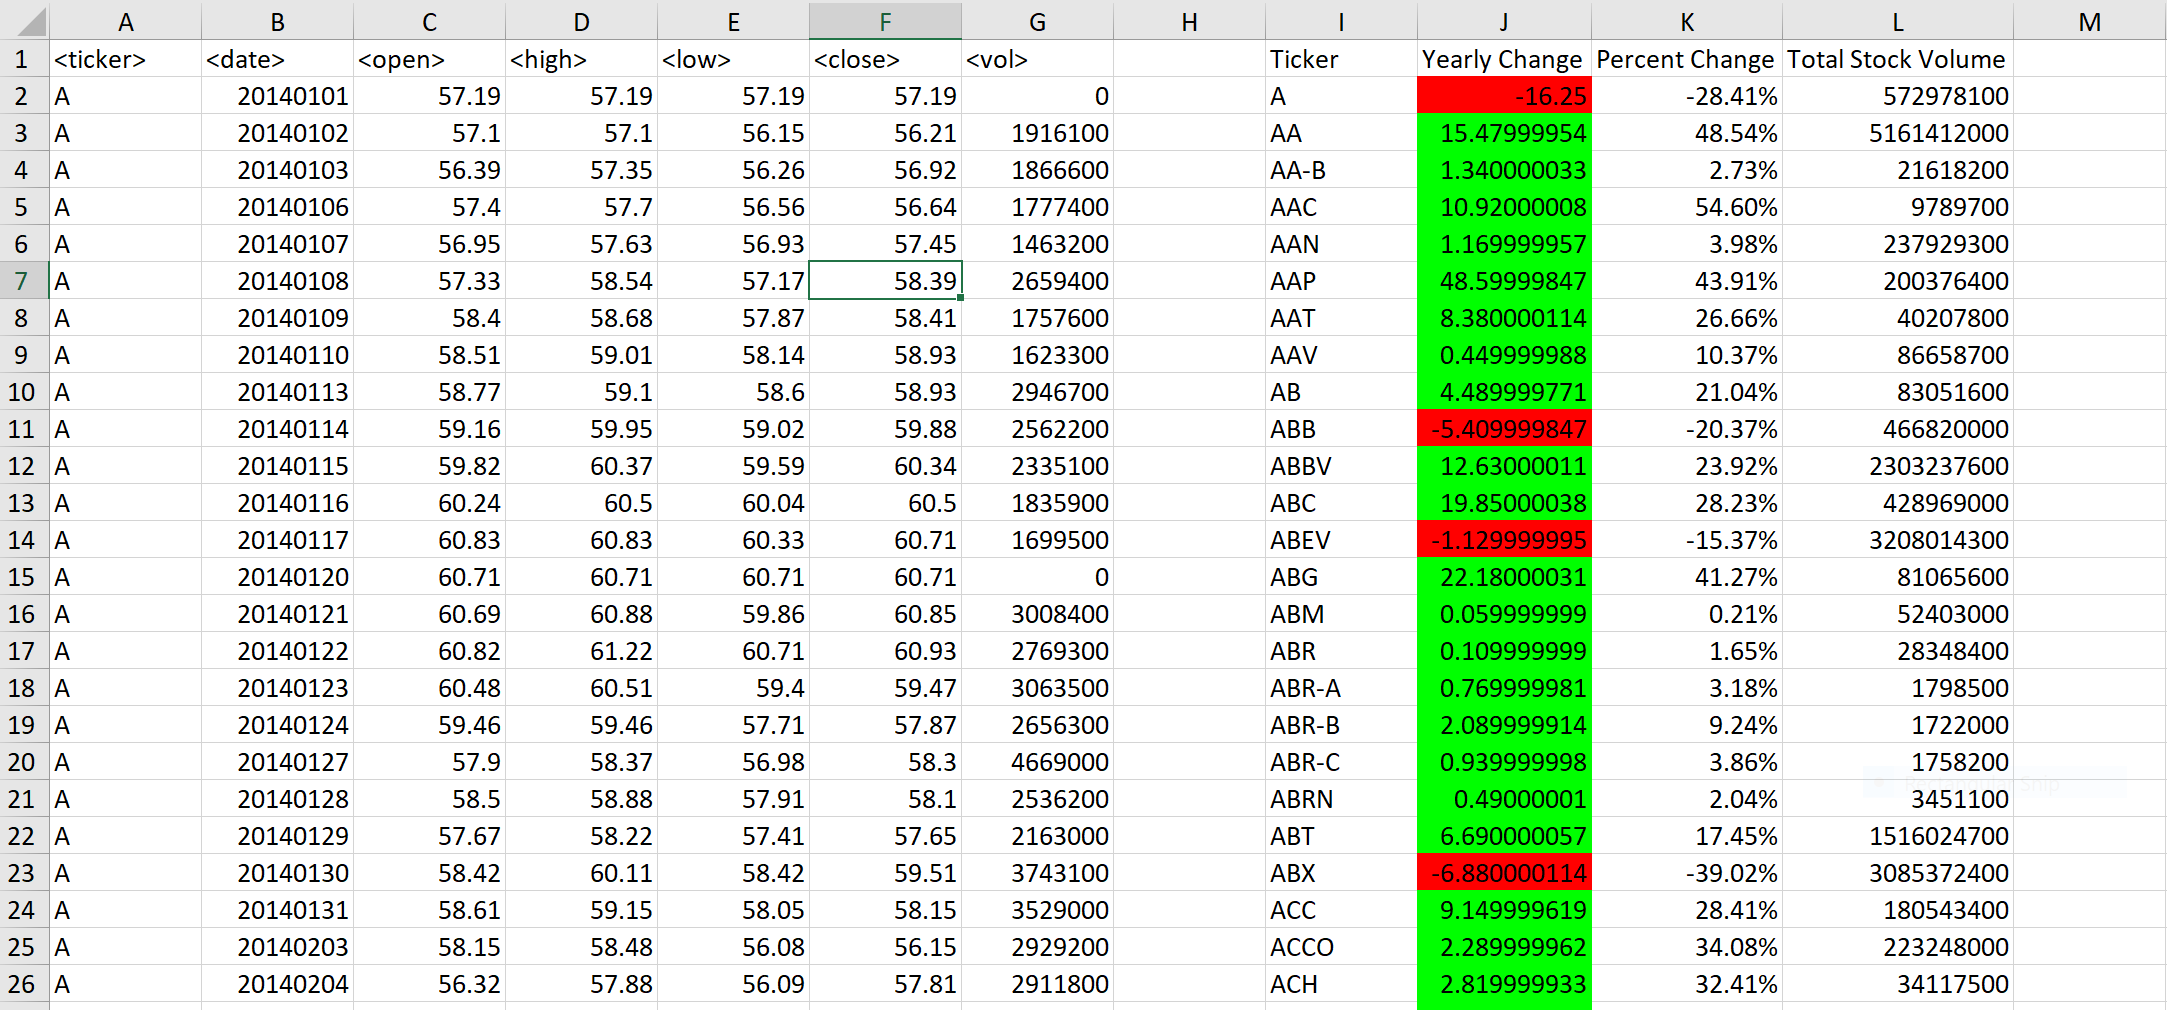 A B C D E F G H I J K L M
1 <ticker> <date> <open> <high> <low> <close> <vol> Ticker Yearly Change Percent Change Total Stock Volume
2 A 20140101 57.19 57.19 57.19 57.19 0 A -16.25 -28.41% 572978100
3 A 20140102 57.1 57.1 56.15 56.21 1916100 AA 15.47999954 48.54% 5161412000
4 A 20140103 56.39 57.35 56.26 56.92 1866600 AA-B 1.340000033 2.73% 21618200
5 A 20140106 57.4 57.7 56.56 56.64 1777400 AAC 10.92000008 54.60% 9789700
6 A 20140107 56.95 57.63 56.93 57.45 1463200 AAN 1.169999957 3.98% 237929300
7 A 20140108 57.33 58.54 57.17 58.39 2659400 AAP 48.59999847 43.91% 200376400
8 A 20140109 58.4 58.68 57.87 58.41 1757600 AAT 8.380000114 26.66% 40207800
9 A 20140110 58.51 59.01 58.14 58.93 1623300 AAV 0.449999988 10.37% 86658700
10 A 20140113 58.77 59.1 58.6 58.93 2946700 AB 4.489999771 21.04% 83051600
11 A 20140114 59.16 59.95 59.02 59.88 2562200 ABB -5.409999847 -20.37% 466820000
12 A 20140115 59.82 60.37 59.59 60.34 2335100 ABBV 12.63000011 23.92% 2303237600
13 A 20140116 60.24 60.5 60.04 60.5 1835900 ABC 19.85000038 28.23% 428969000
14 A 20140117 60.83 60.83 60.33 60.71 1699500 ABEV -1.129999995 -15.37% 3208014300
15 A 20140120 60.71 60.71 60.71 60.71 0 ABG 22.18000031 41.27% 81065600
16 A 20140121 60.69 60.88 59.86 60.85 3008400 ABM 0.059999999 0.21% 52403000
17 A 20140122 60.82 61.22 60.71 60.93 2769300 ABR 0.109999999 1.65% 28348400
18 A 20140123 60.48 60.51 59.4 59.47 3063500 ABR-A 0.769999981 3.18% 1798500
19 A 20140124 59.46 59.46 57.71 57.87 2656300 ABR-B 2.089999914 9.24% 1722000
20 A 20140127 57.9 58.37 56.98 58.3 4669000 ABR-C 0.939999998 3.86% 1758200
21 A 20140128 58.5 58.88 57.91 58.1 2536200 ABRN 0.49000001 2.04% 3451100
22 A 20140129 57.67 58.22 57.41 57.65 2163000 ABT 6.690000057 17.45% 1516024700
23 A 20140130 58.42 60.11 58.42 59.51 3743100 ABX -6.880000114 -39.02% 3085372400
24 A 20140131 58.61 59.15 58.05 58.15 3529000 ACC 9.149999619 28.41% 180543400
25 A 20140203 58.15 58.48 56.08 56.15 2929200 ACCO 2.289999962 34.08% 223248000
26 A 20140204 56.32 57.88 56.09 57.81 2911800 ACH 2.819999933 32.41% 34117500